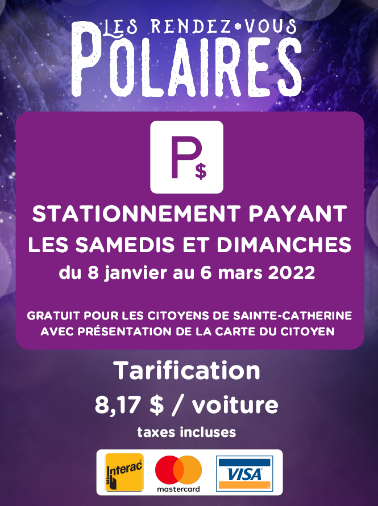 LES RENDEZ•VOUS
POLAIRES
P$
STATIONNEMENT PAYANT
LES SAMEDIS ET DIMANCHES
du 8 janvier au 6 mars 2022
GRATUIT POUR LES CITOYENS DE SAINTE-CATHERINE
AVEC PRÉSENTATION DE LA CARTE DU CITOYEN
Tarification
8,17 $ / voiture
taxes incluses
Interac
mastercard
VISA